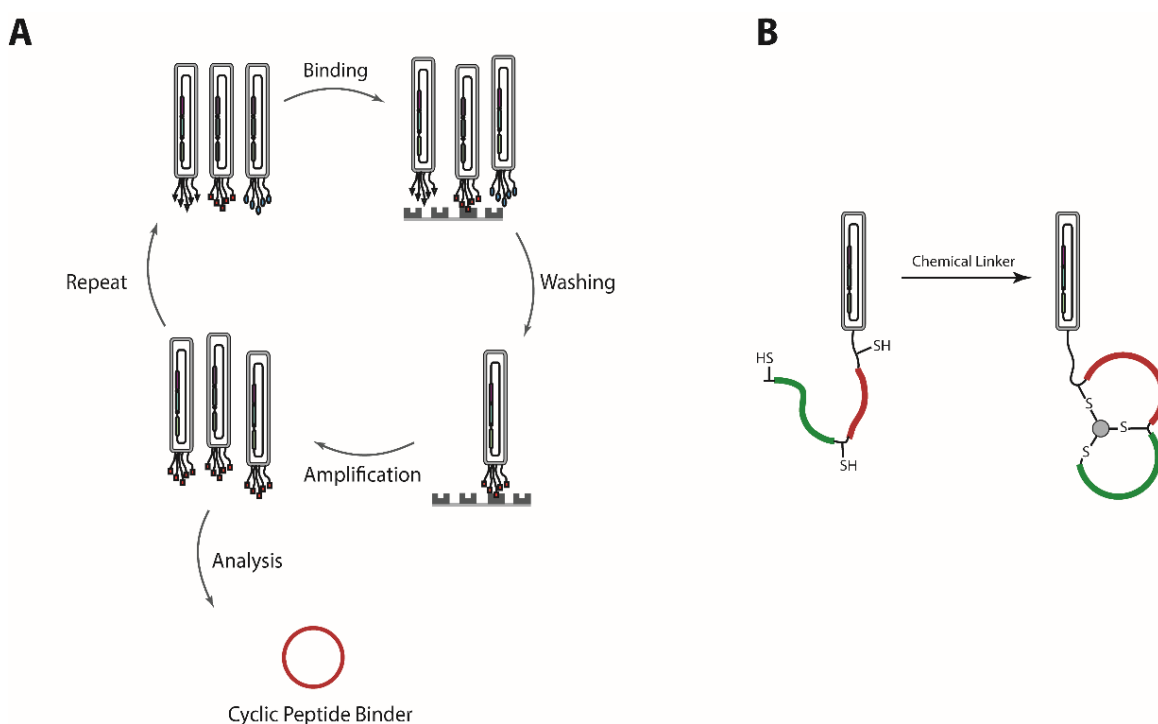 A
Binding
Washing
Amplification
Repeat
Analysis
Cyclic Peptide Binder
B
Chemical Linker
HS
SH
SH
S
S
S